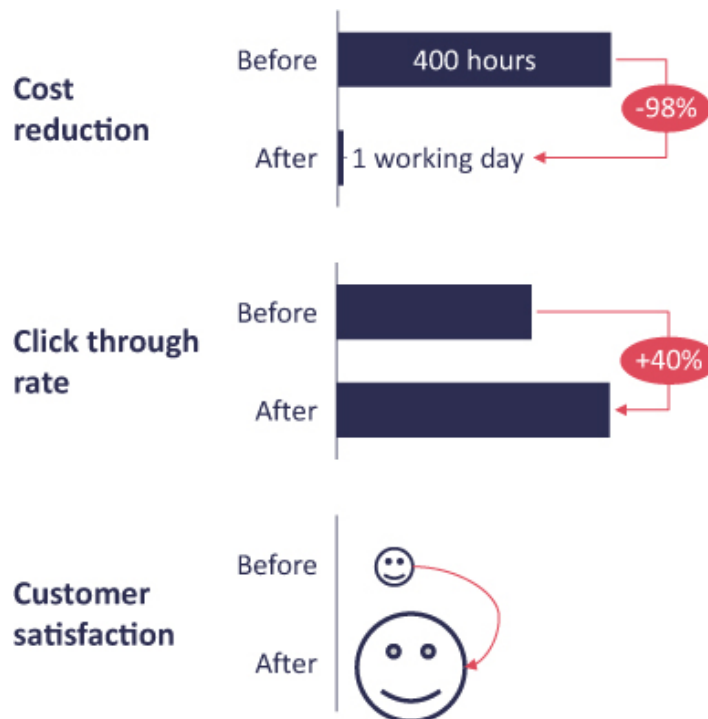 Cost
reduction
Before
400 hours
-98%
After
1 working day
Click through
rate
Before
+40%
After
Customer
satisfaction
Before
After